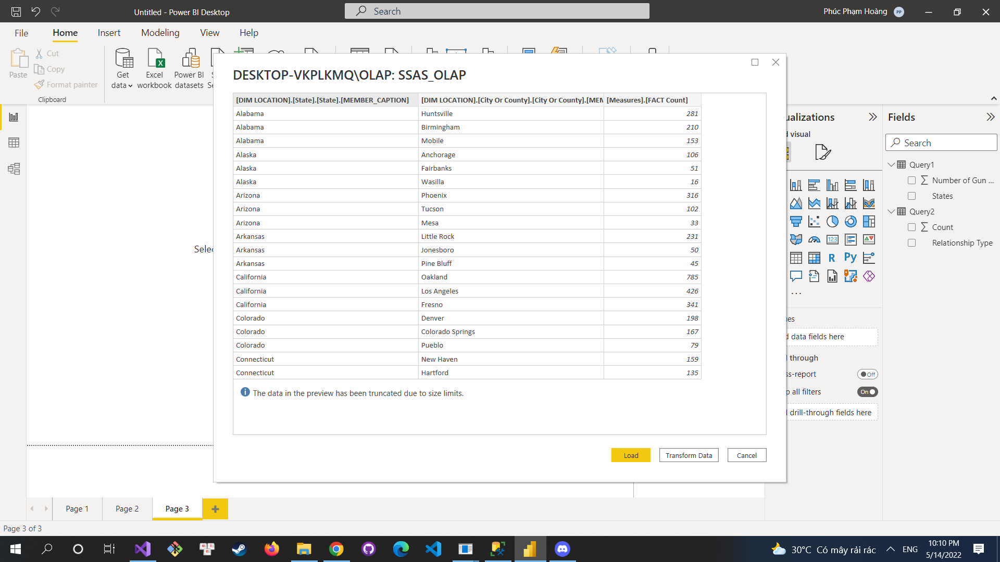 Untitled - Power BI Desktop
Search
Phúc Phạm Hoàng
PP
File
Home
Insert
Modeling
View
Help
Paste
Cut
Copy
Format painter
Clipboard
Get
data
Excel
workbook
Power BI
datasets
DESKTOP-VKPLKMQ\OLAP: SSAS_OLAP
[DIM LOCATION].[State].[State].[MEMBER_CAPTION] [DIM LOCATION].[City Or County].[City Or County].[MEM [Measures].[FACT Count]
Alabama Huntsville 281
Alabama Birmingham 210
Alabama Mobile 153
Alaska Anchorage 106
Alaska Fairbanks 51
Alaska Wasilla 16
Arizona Phoenix 316
Arizona Tucson 102
Arizona Mesa 33
Arkansas Little Rock 231
Arkansas Jonesboro 50
Arkansas Pine Bluff 45
California Oakland 785
California Los Angeles 426
California Fresno 341
Colorado Denver 198
Colorado Colorado Springs 167
Colorado Pueblo 79
Connecticut New Haven 159
Connecticut Hartford 135
The data in the preview has been truncated due to size limits.
Load
Transform Data
Cancel
Selec
ualizations
d visual
123
R
Py
...
es
d data fields here
l through
ss-report
Off
p all filters
On
l drill-through fields here
Fields
Search
Query1
Number of Gun ...
States
Query2
Count
Relationship Type
Page 1
Page 2
Page 3
Page 3 of 3
30°C Có mây rải rác
ENG
10:10 PM
5/14/2022